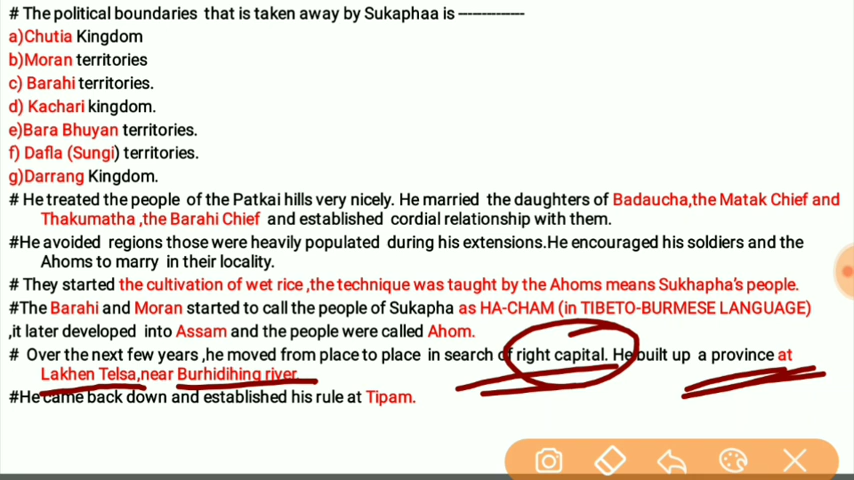 # The political boundaries that is taken away by Sukaphaa is --------------
a)Chutia Kingdom
b)Moran territories
c) Barahi territories.
d) Kachari kingdom.
e)Bara Bhuyan territories.
f) Dafla (Sungi) territories.
g)Darrang Kingdom.
# He treated the people of the Patkai hills very nicely. He married the daughters of Badaucha,the Matak Chief and
Thakumatha ,the Barahi Chief and established cordial relationship with them.
#He avoided regions those were heavily populated during his extensions.He encouraged his soldiers and the
Ahoms to marry in their locality.
# They started the cultivation of wet rice ,the technique was taught by the Ahoms means Sukhapha's people.
#The Barahi and Moran started to call the people of Sukapha as HA-CHAM (in TIBETO-BURMESE LANGUAGE)
,it later developed into Assam and the people were called Ahom.
# Over the next few years ,he moved from place to place in search of right capital. He built up a province at
Lakhen Telsa,near Burhidihing river.
#He came back down and established his rule at Tipam.